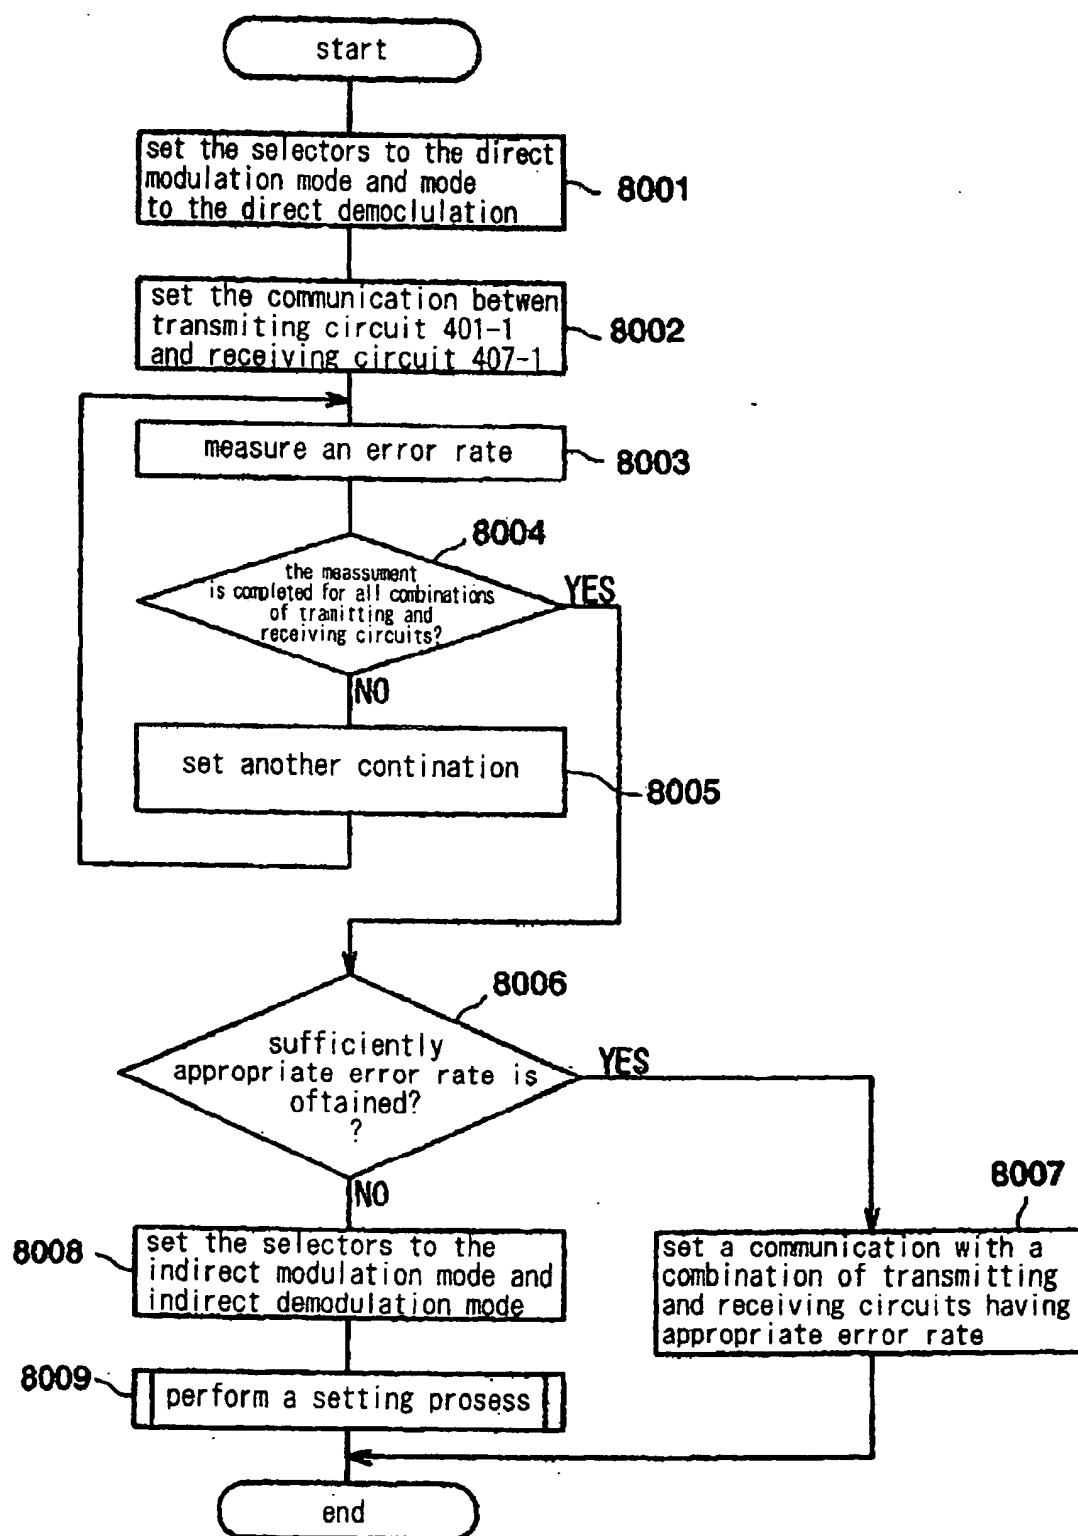 start
set the selectors to the direct
modulation mode and mode
to the direct democlulation
8001
set the communication betwen
transmiting circuit 401-1
and receiving circuit 407-1
8002
measure an error rate
8003
8004
the meassument
is completed for all combinations
of tramitting and
receiving circuits?
YES
NO
set another contination
8005
8006
sufficiently
appropriate error rate is
oftained?
?
YES
NO
8007
set a communication with a
combination of transmitting
and receiving circuits having
appropriate error rate
8008
set the selectors to the
indirect modulation mode and
indirect demodulation mode
8009
perform a setting prosess
end